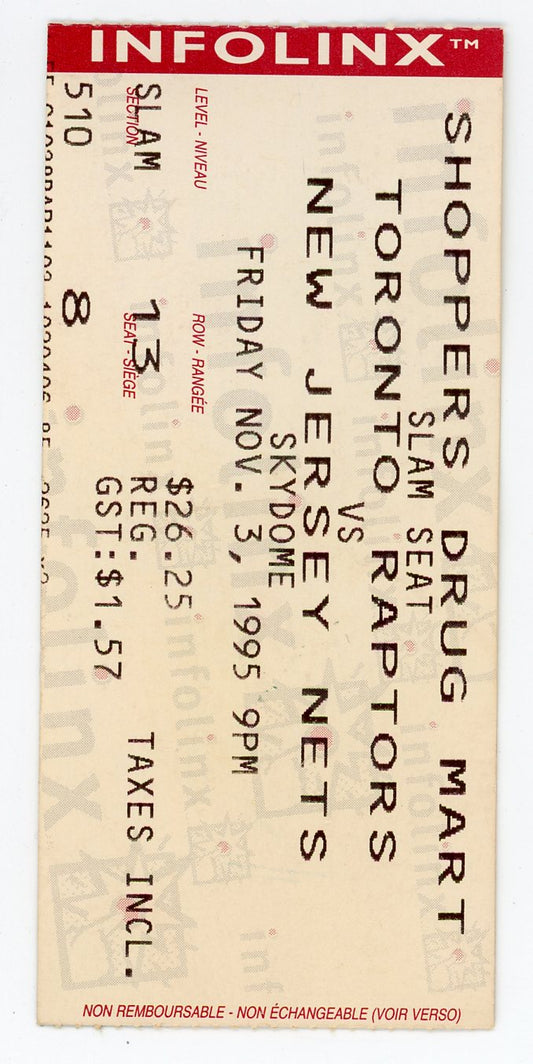 INFOLINX™
SHOPPERS DRUG MART
SLAM SEAT
TORONTO RAPTORS
VS
NEW JERSEY NETS
SKYDOME
FRIDAY NOV. 3, 1995 9PM
LEVEL - NIVEAU
ROW - RANGÉE
$26.25
SLAM 13 REG. TAXES INCL.
SECTION
SEAT - SIÈGE
GST:$1.57
510 8
NON REMBOURSABLE - NON ÉCHANGEABLE (VOIR VERSO)